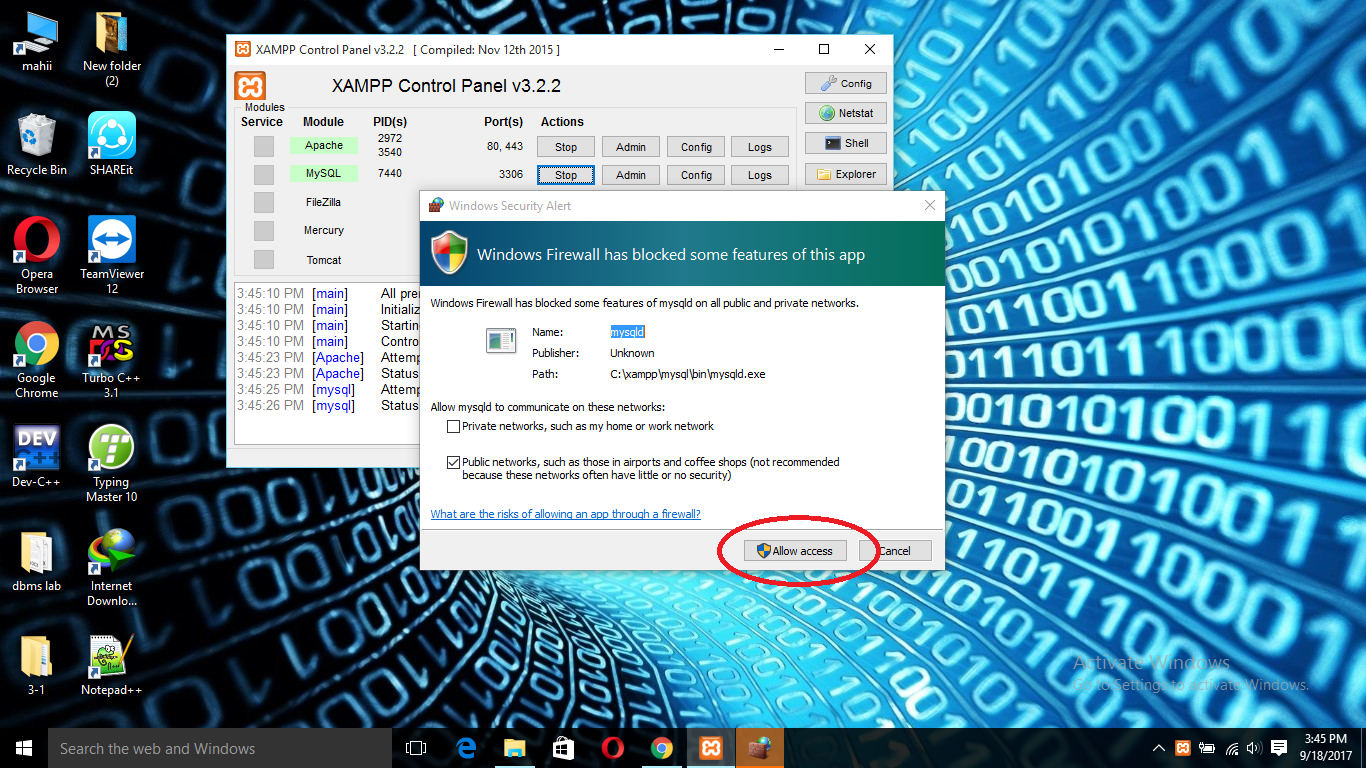 mahii
New folder
(2)
Recycle Bin
SHAREit
Opera
Browser
TeamViewer
12
Google
Chrome
MS
DOS
Turbo C++
3.1
DEV
C++
Dev-C++
Typing
Master 10
dbms lab
Internet
Downlo...
3-1
Notepad++
XAMPP Control Panel v3.2.2 [ Compiled: Nov 12th 2015 ]
XAMPP Control Panel v3.2.2
Config
Netstat
Shell
Explorer
Modules
Service Module PID(s) Port(s) Actions
Apache 2972
3540 80, 443 Stop Admin Config Logs
MySQL 7440 3306 Stop Admin Config Logs
FileZilla
Mercury
Tomcat
3:45:10 PM [main] All prer
3:45:10 PM [main] Initializ
3:45:10 PM [main] Startin
3:45:10 PM [main] Contro
3:45:23 PM [Apache] Attemp
3:45:23 PM [Apache] Status
3:45:25 PM [mysql] Attemp
3:45:26 PM [mysql] Status
Windows Security Alert
Windows Firewall has blocked some features of this app
Windows Firewall has blocked some features of mysqld on all public and private networks.
Name: mysqld
Publisher: Unknown
Path: C:\xampp\mysql\bin\mysqld.exe
Allow mysqld to communicate on these networks:
Private networks, such as my home or work network
Public networks, such as those in airports and coffee shops (not recommended
because these networks often have little or no security)
What are the risks of allowing an app through a firewall?
Allow access
Cancel
Activate Windows
Go to Settings to activate Windows.
Search the web and Windows
3:45 PM
9/18/2017